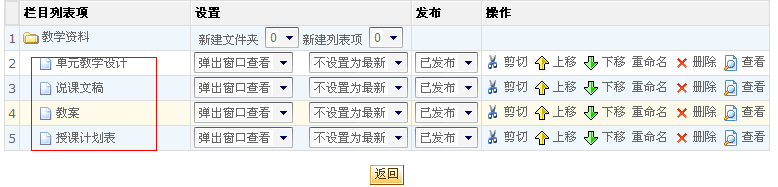 栏目列表项 设置 发布 操作
1 教学资料 新建文件夹 0 新建列表项 0
2 单元教学设计 弹出窗口查看 不设置为最新 已发布 剪切 上移 下移 重命名 删除 查看
3 说课文稿 弹出窗口查看 不设置为最新 已发布 剪切 上移 下移 重命名 删除 查看
4 教案 弹出窗口查看 不设置为最新 已发布 剪切 上移 下移 重命名 删除 查看
5 授课计划表 弹出窗口查看 不设置为最新 已发布 剪切 上移 下移 重命名 删除 查看
返回